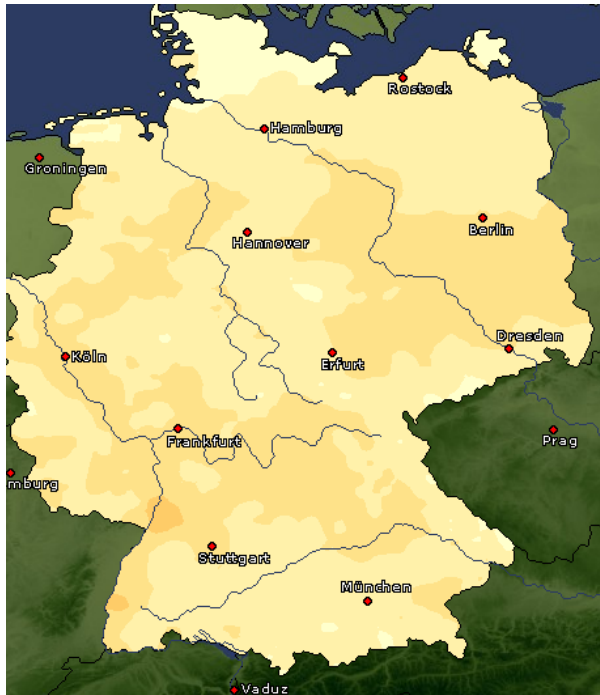 Rostock
Hamburg
Groningen
Berlin
Hannover
Dresden
Köln
Erfurt
Frankfurt
Prag
mburg
Stuttgart
München
Vaduz